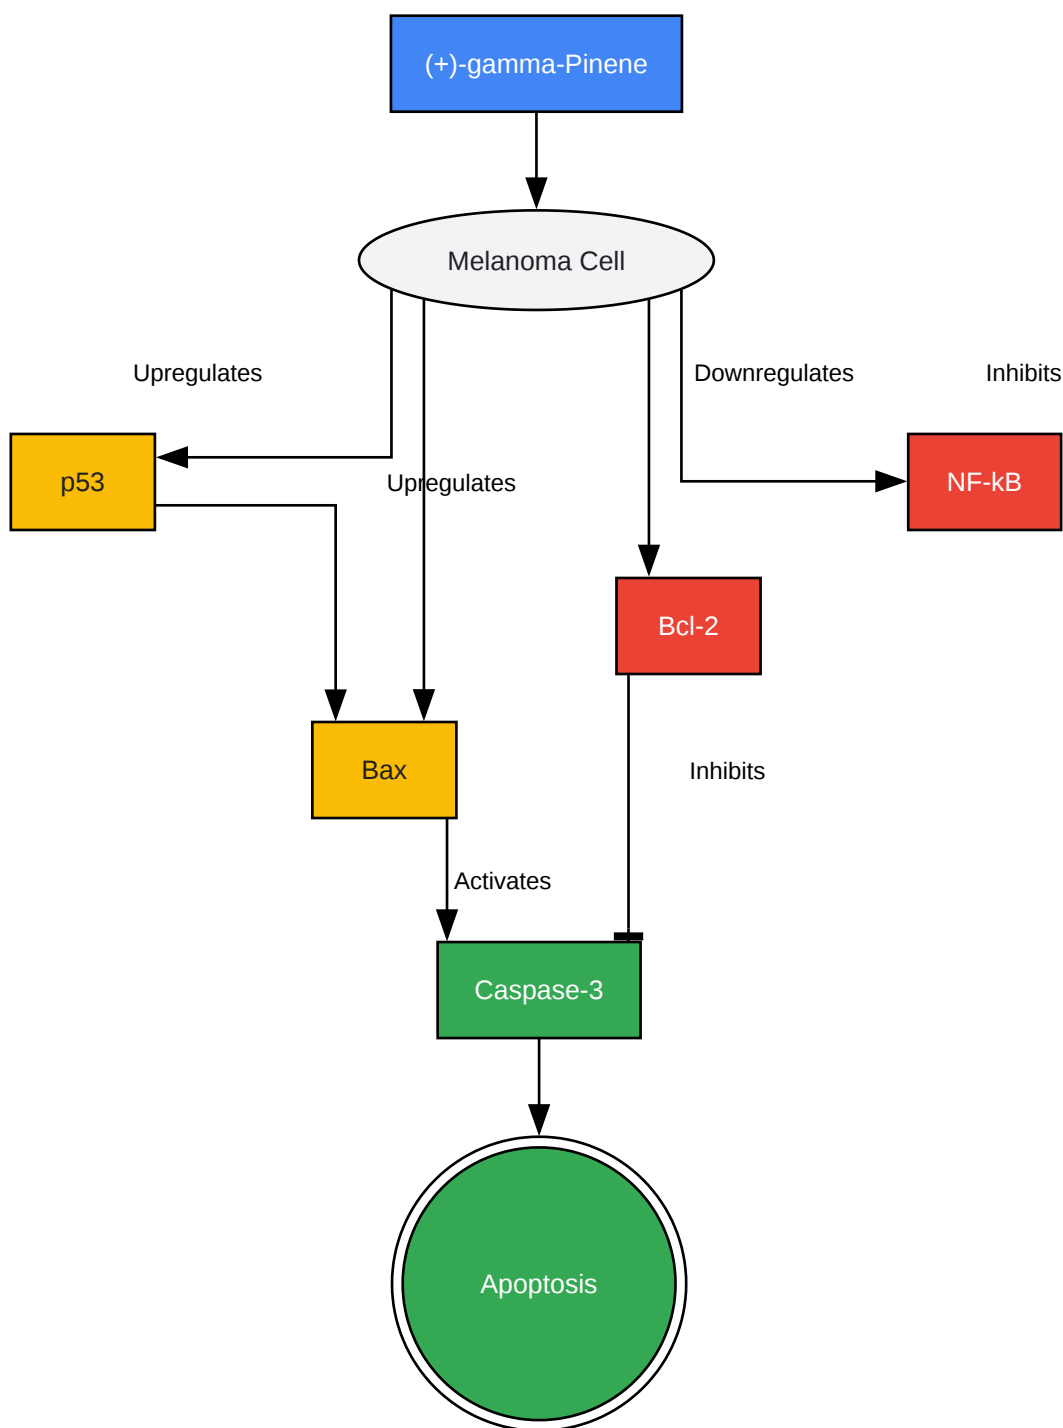 (+)-gamma-Pinene
Melanoma Cell
Upregulates
Downregulates
Inhibits
p53
Upregulates
NF-kB
Bcl-2
Bax
Inhibits
Activates
Caspase-3
Apoptosis